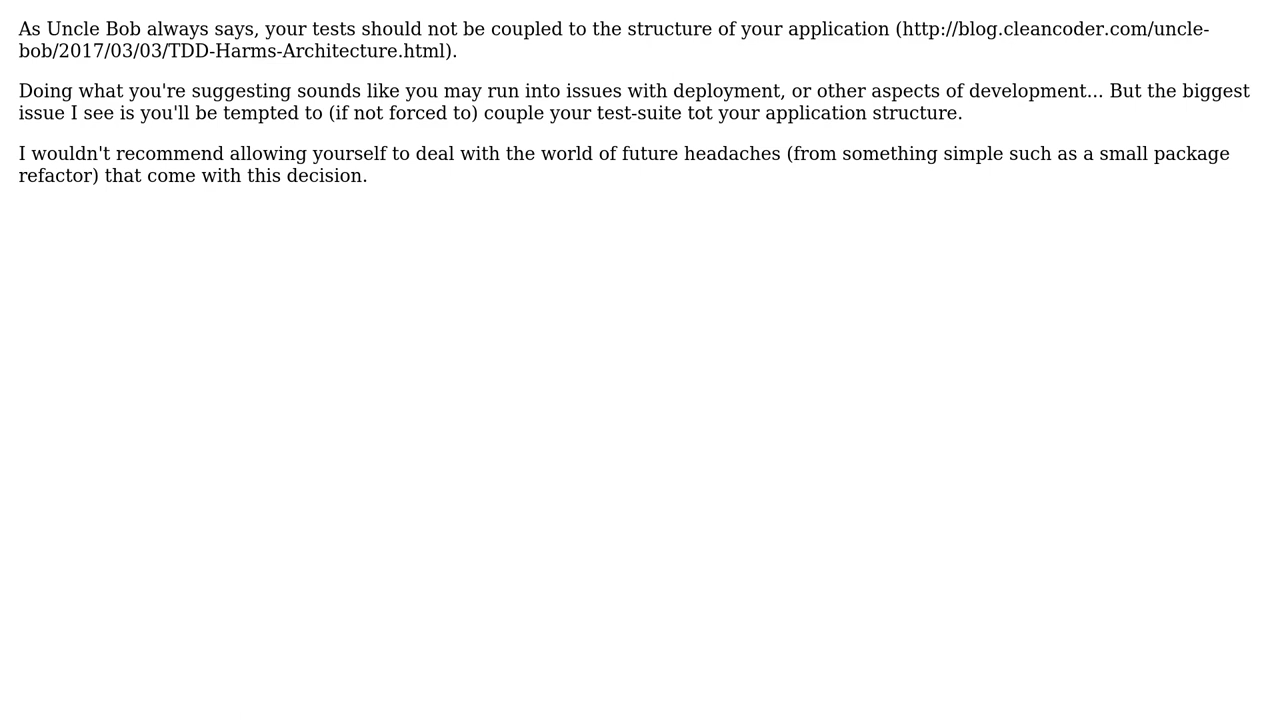 As Uncle Bob always says, your tests should not be coupled to the structure of your application (http://blog.cleancoder.com/uncle-
bob/2017/03/03/TDD-Harms-Architecture.html).
Doing what you're suggesting sounds like you may run into issues with deployment, or other aspects of development... But the biggest
issue I see is you'll be tempted to (if not forced to) couple your test-suite tot your application structure.
I wouldn't recommend allowing yourself to deal with the world of future headaches (from something simple such as a small package
refactor) that come with this decision.